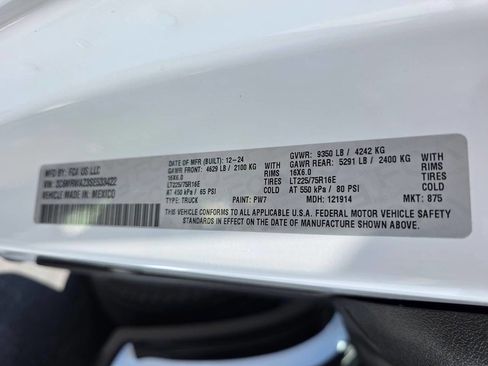 MFD BY: FCA US LLC
DATE OF MFR (BUILT): 12-24
GVWR: 9350 LB / 4242 KG
GAWR FRONT: 4629 LB / 2100 KG WITH
GAWR REAR: 5291 LB / 2400 KG WITH
16X6.0 RIMS
16X6.0 RIMS
LT225/75R16E TIRES
LT225/75R16E TIRES
AT 450 kPa / 65 PSI COLD
AT 550 kPa / 80 PSI COLD
VIN:
VEHICLE MADE IN: MEXICO
TYPE: TRUCK PAINT: PW7 MDH: 121914 MKT: 875
THIS VEHICLE CONFORMS TO ALL APPLICABLE U.S.A. FEDERAL MOTOR VEHICLE SAFETY
STANDARDS IN EFFECT ON THE DATE OF MANUFACTURE SHOWN ABOVE.